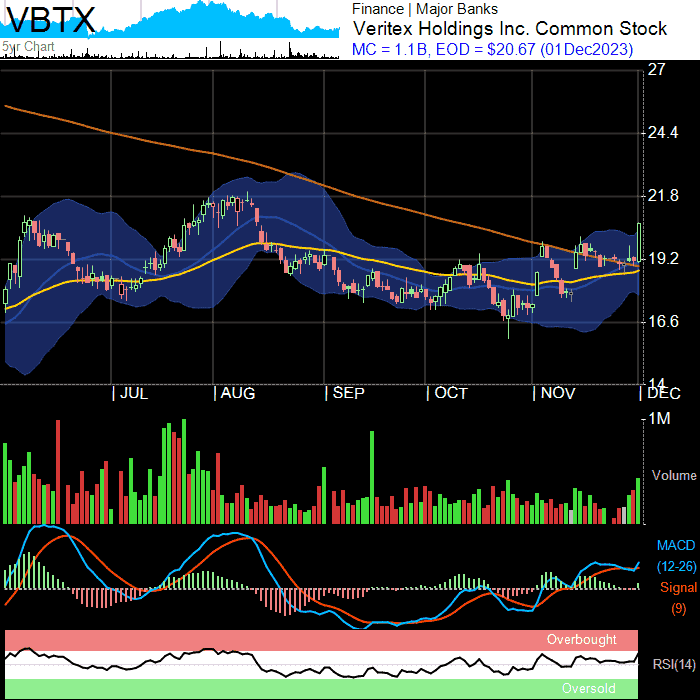 VBTX
5yr Chart
Finance | Major Banks
Veritex Holdings Inc. Common Stock
MC = 1.1B, EOD = $20.67 (01Dec2023)
27
24.4
21.8
19.2
16.6
14
| JUL | AUG | SEP | OCT | NOV | DEC
1M
Volume
MACD
(12-26)
Signal
(9)
Overbought
RSI(14)
Oversold